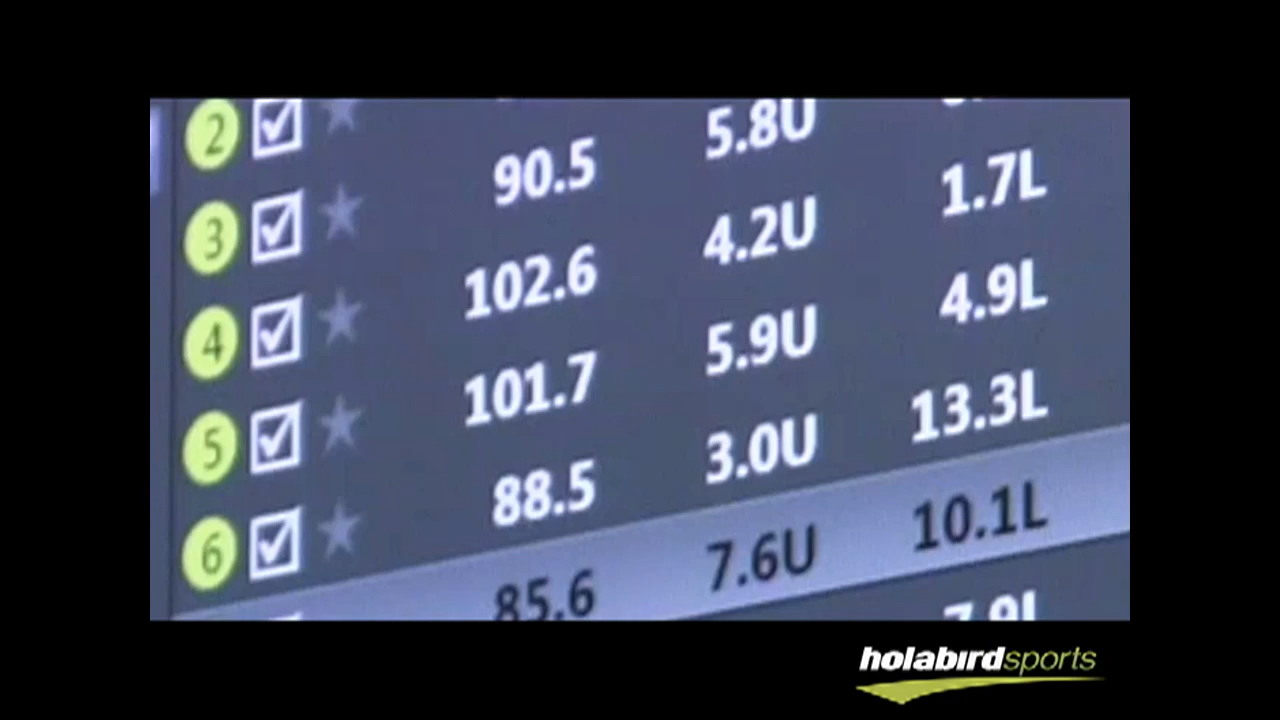 2
3 90.5 5.8U
4 102.6 4.2U 1.7L
5 101.7 5.9U 4.9L
6 88.5 3.0U 13.3L
85.6 7.6U 10.1L
holabirdsports